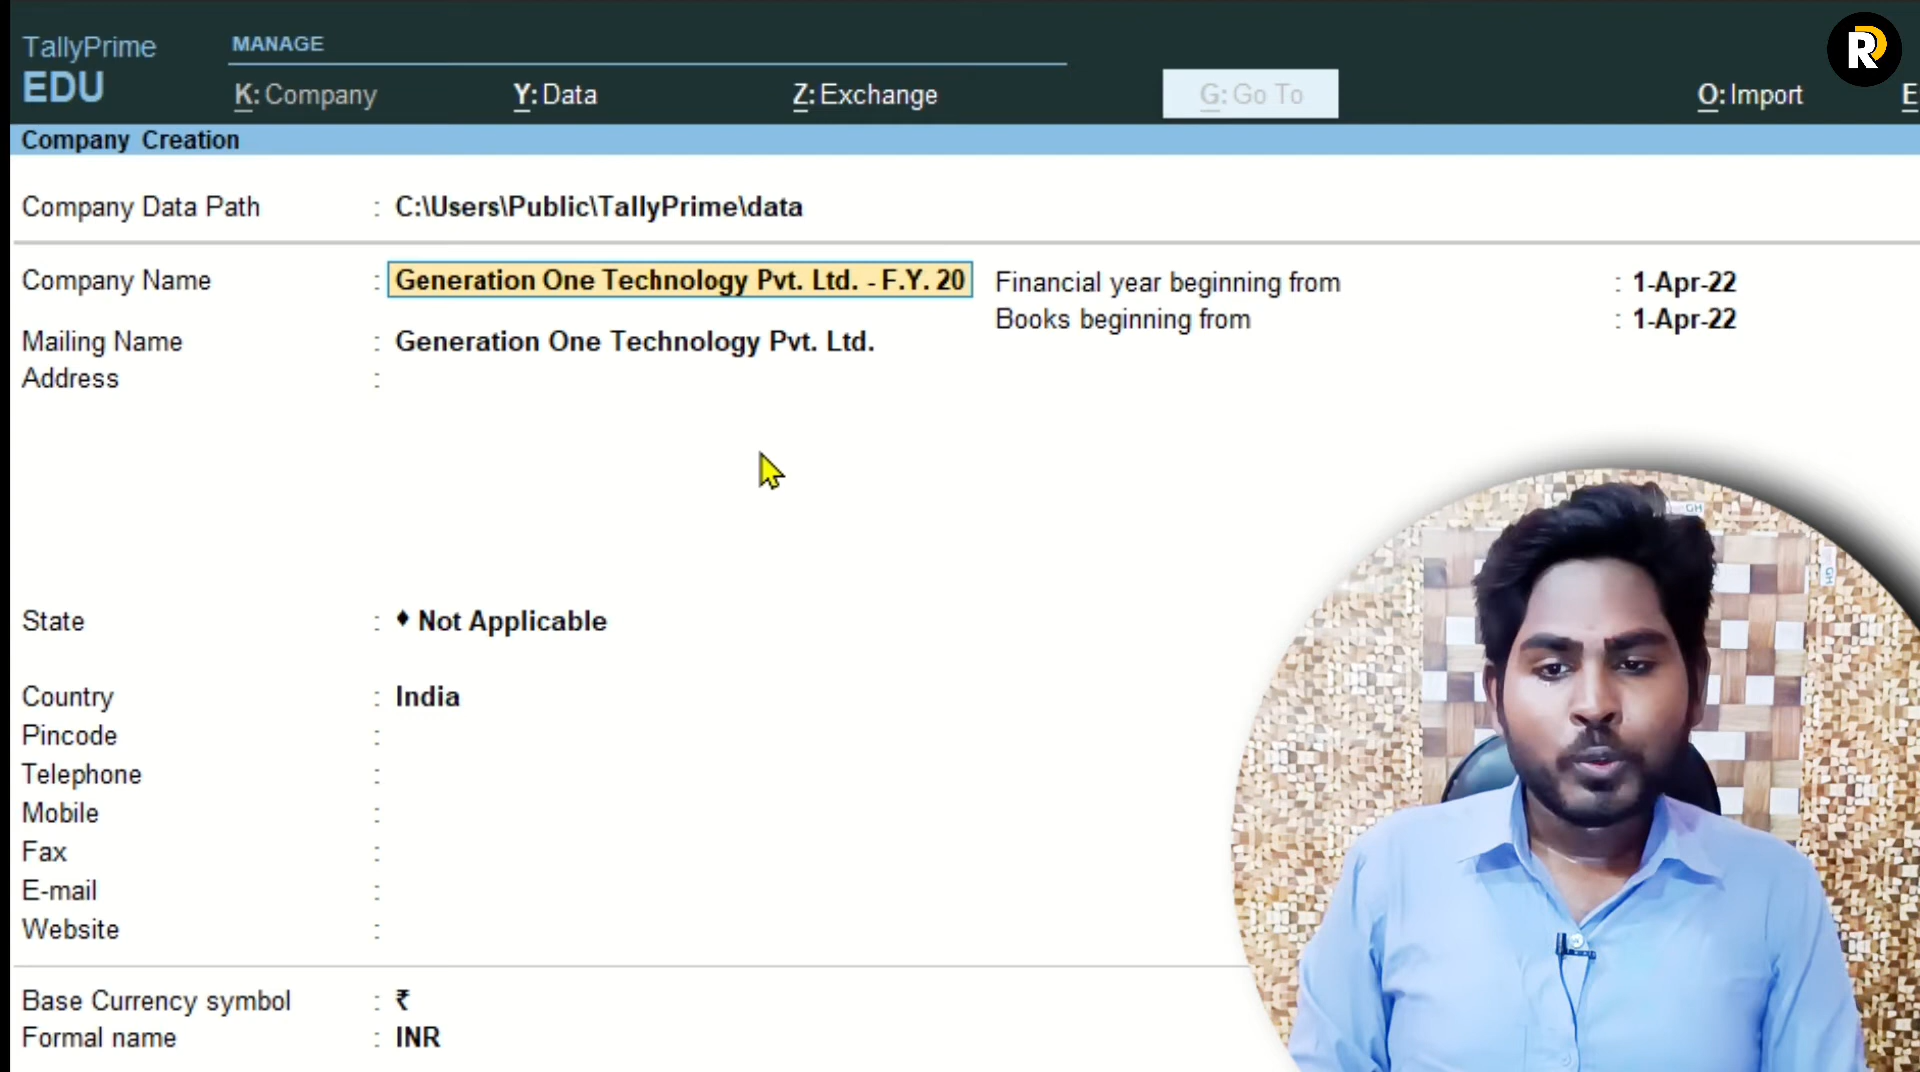 TallyPrime
EDU
MANAGE
K: Company Y: Data Z: Exchange G: Go To O: Import E
Company Creation
Company Data Path : C:\Users\Public\TallyPrime\data
Company Name : Generation One Technology Pvt. Ltd. - F.Y. 20
Financial year beginning from : 1-Apr-22
Books beginning from : 1-Apr-22
Mailing Name : Generation One Technology Pvt. Ltd.
Address :
State : ♦ Not Applicable
Country : India
Pincode :
Telephone :
Mobile :
Fax :
E-mail :
Website :
Base Currency symbol : ₹
Formal name : INR
R
GH
GH